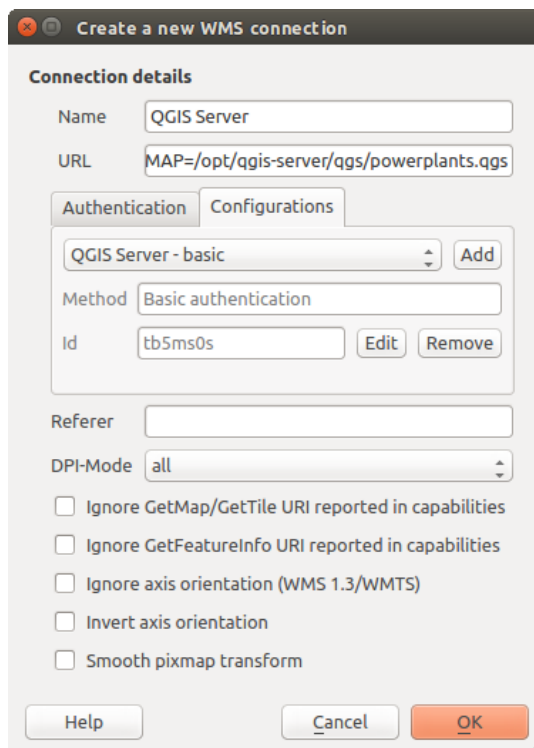 Create a new WMS connection
Connection details
Name QGIS Server
URL MAP=/opt/qgis-server/qgs/powerplants.qgs
Authentication Configurations
QGIS Server - basic Add
Method Basic authentication
Id tb5ms0s Edit Remove
Referer
DPI-Mode all
Ignore GetMap/GetTile URI reported in capabilities
Ignore GetFeatureInfo URI reported in capabilities
Ignore axis orientation (WMS 1.3/WMTS)
Invert axis orientation
Smooth pixmap transform
Help Cancel OK